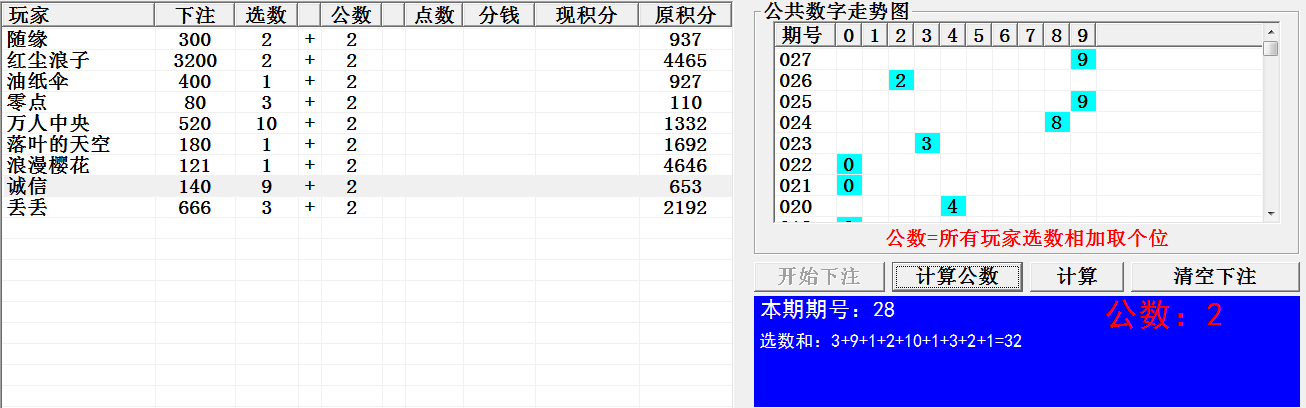 玩家 下注 选数 公数 点数 分钱 现积分 原积分
随缘 300 2 + 2 937
红尘浪子 3200 2 + 2 4465
油纸伞 400 1 + 2 927
零点 80 3 + 2 110
万人中央 520 10 + 2 1332
落叶的天空 180 1 + 2 1692
浪漫樱花 121 1 + 2 4646
诚信 140 9 + 2 653
丢丢 666 3 + 2 2192
公共数字走势图
期号 0 1 2 3 4 5 6 7 8 9
027 9
026 2
025 9
024 8
023 3
022 0
021 0
020 4
公数=所有玩家选数相加取个位
开始下注 计算公数 计算 清空下注
本期期号：28
公数：2
选数和：3+9+1+2+10+1+3+2+1=32